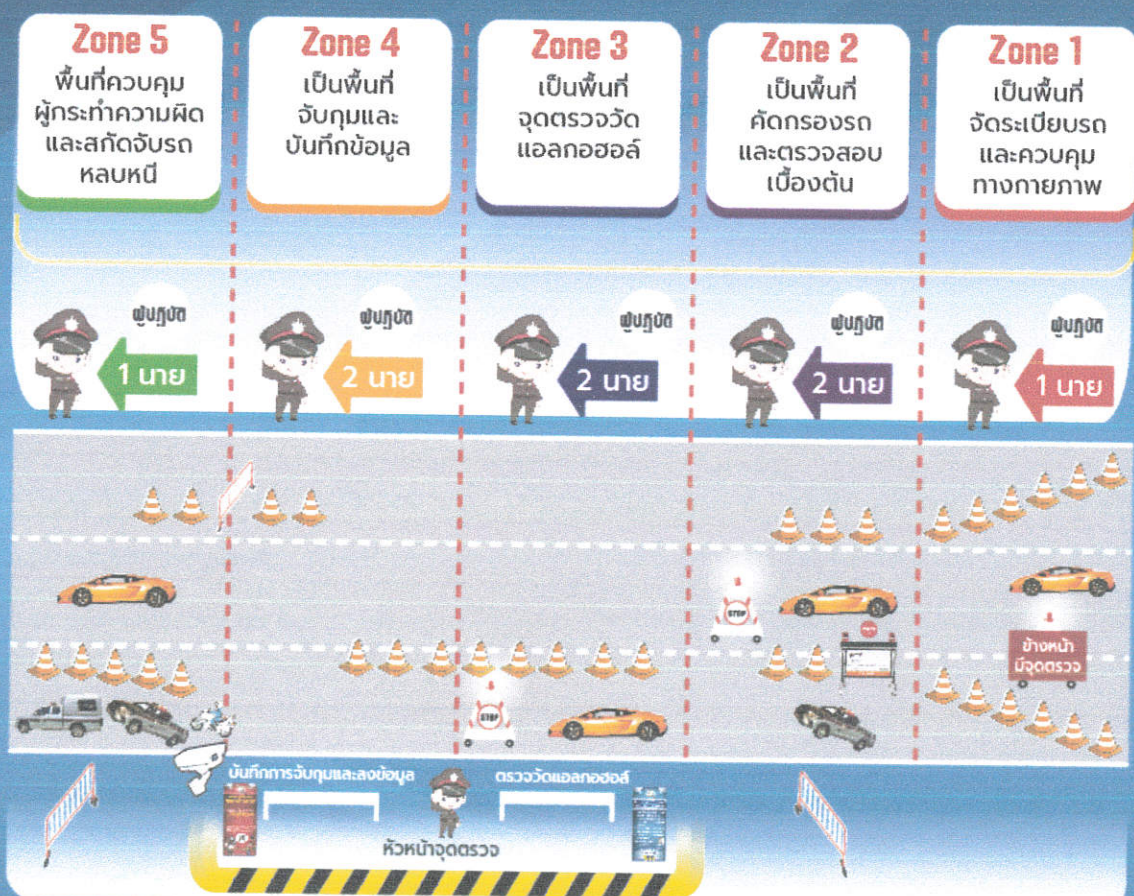 Zone 5
พื้นที่ควบคุม
ผู้กระทำความผิด
และสกัดจับรถ
หลบหนี
Zone 4
เป็นพื้นที่
จับกุมและ
บันทึกข้อมูล
Zone 3
เป็นพื้นที่
จุดตรวจวัด
แอลกอฮอล์
Zone 2
เป็นพื้นที่
คัดกรองรถ
และตรวจสอบ
เบื้องต้น
Zone 1
เป็นพื้นที่
จัดระเบียบรถ
และควบคุม
ทางกายภาพ
ผู้ปฏิบัติ
1 นาย
ผู้ปฏิบัติ
2 นาย
ผู้ปฏิบัติ
2 นาย
ผู้ปฏิบัติ
2 นาย
ผู้ปฏิบัติ
1 นาย
STOP
ข้างหน้า
มีจุดตรวจ
STOP
บันทึกการจับกุมและลงข้อมูล
ตรวจวัดแอลกอฮอล์
หัวหน้าจุดตรวจ